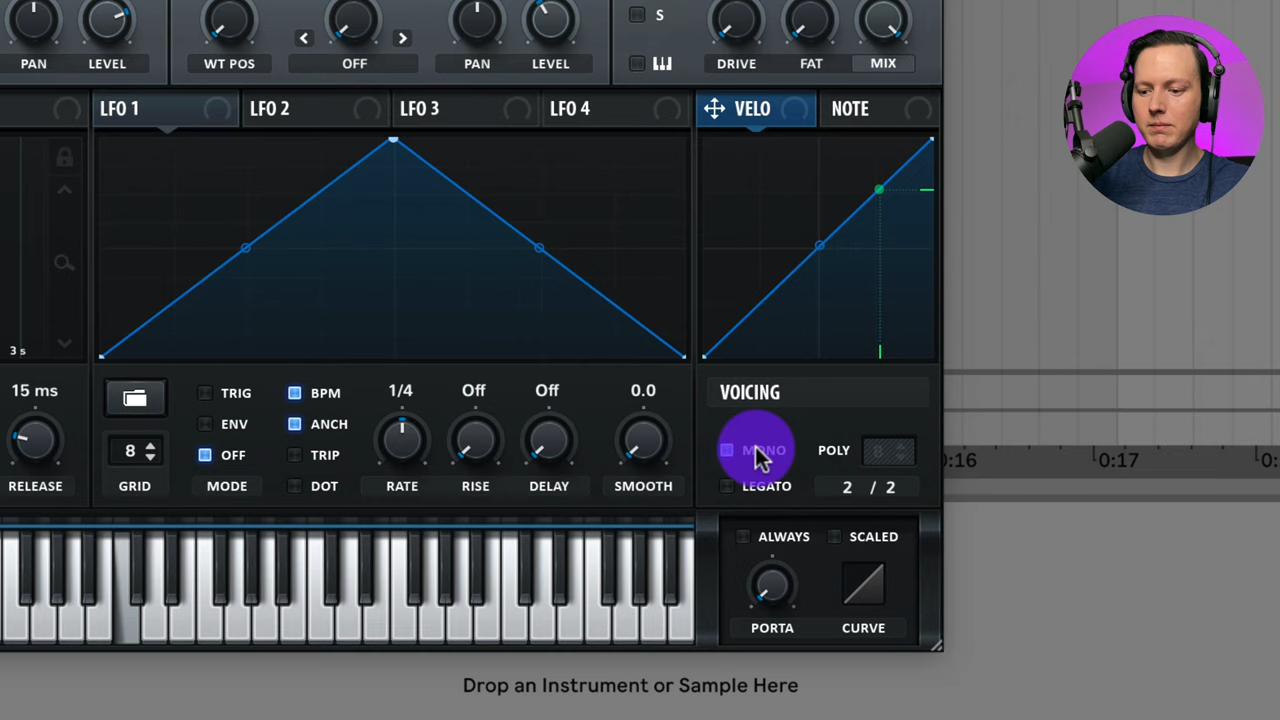 S
PAN LEVEL WT POS OFF PAN LEVEL DRIVE FAT MIX
LFO 1 LFO 2 LFO 3 LFO 4 VELO NOTE
3 s
15 ms TRIG BPM 1/4 Off Off 0.0 VOICING
ENV ANCH
8 OFF TRIP MONO POLY 8
RELEASE GRID MODE DOT RATE RISE DELAY SMOOTH LEGATO 2 / 2
0:16 0:17 0:
ALWAYS SCALED
PORTA CURVE
Drop an Instrument or Sample Here